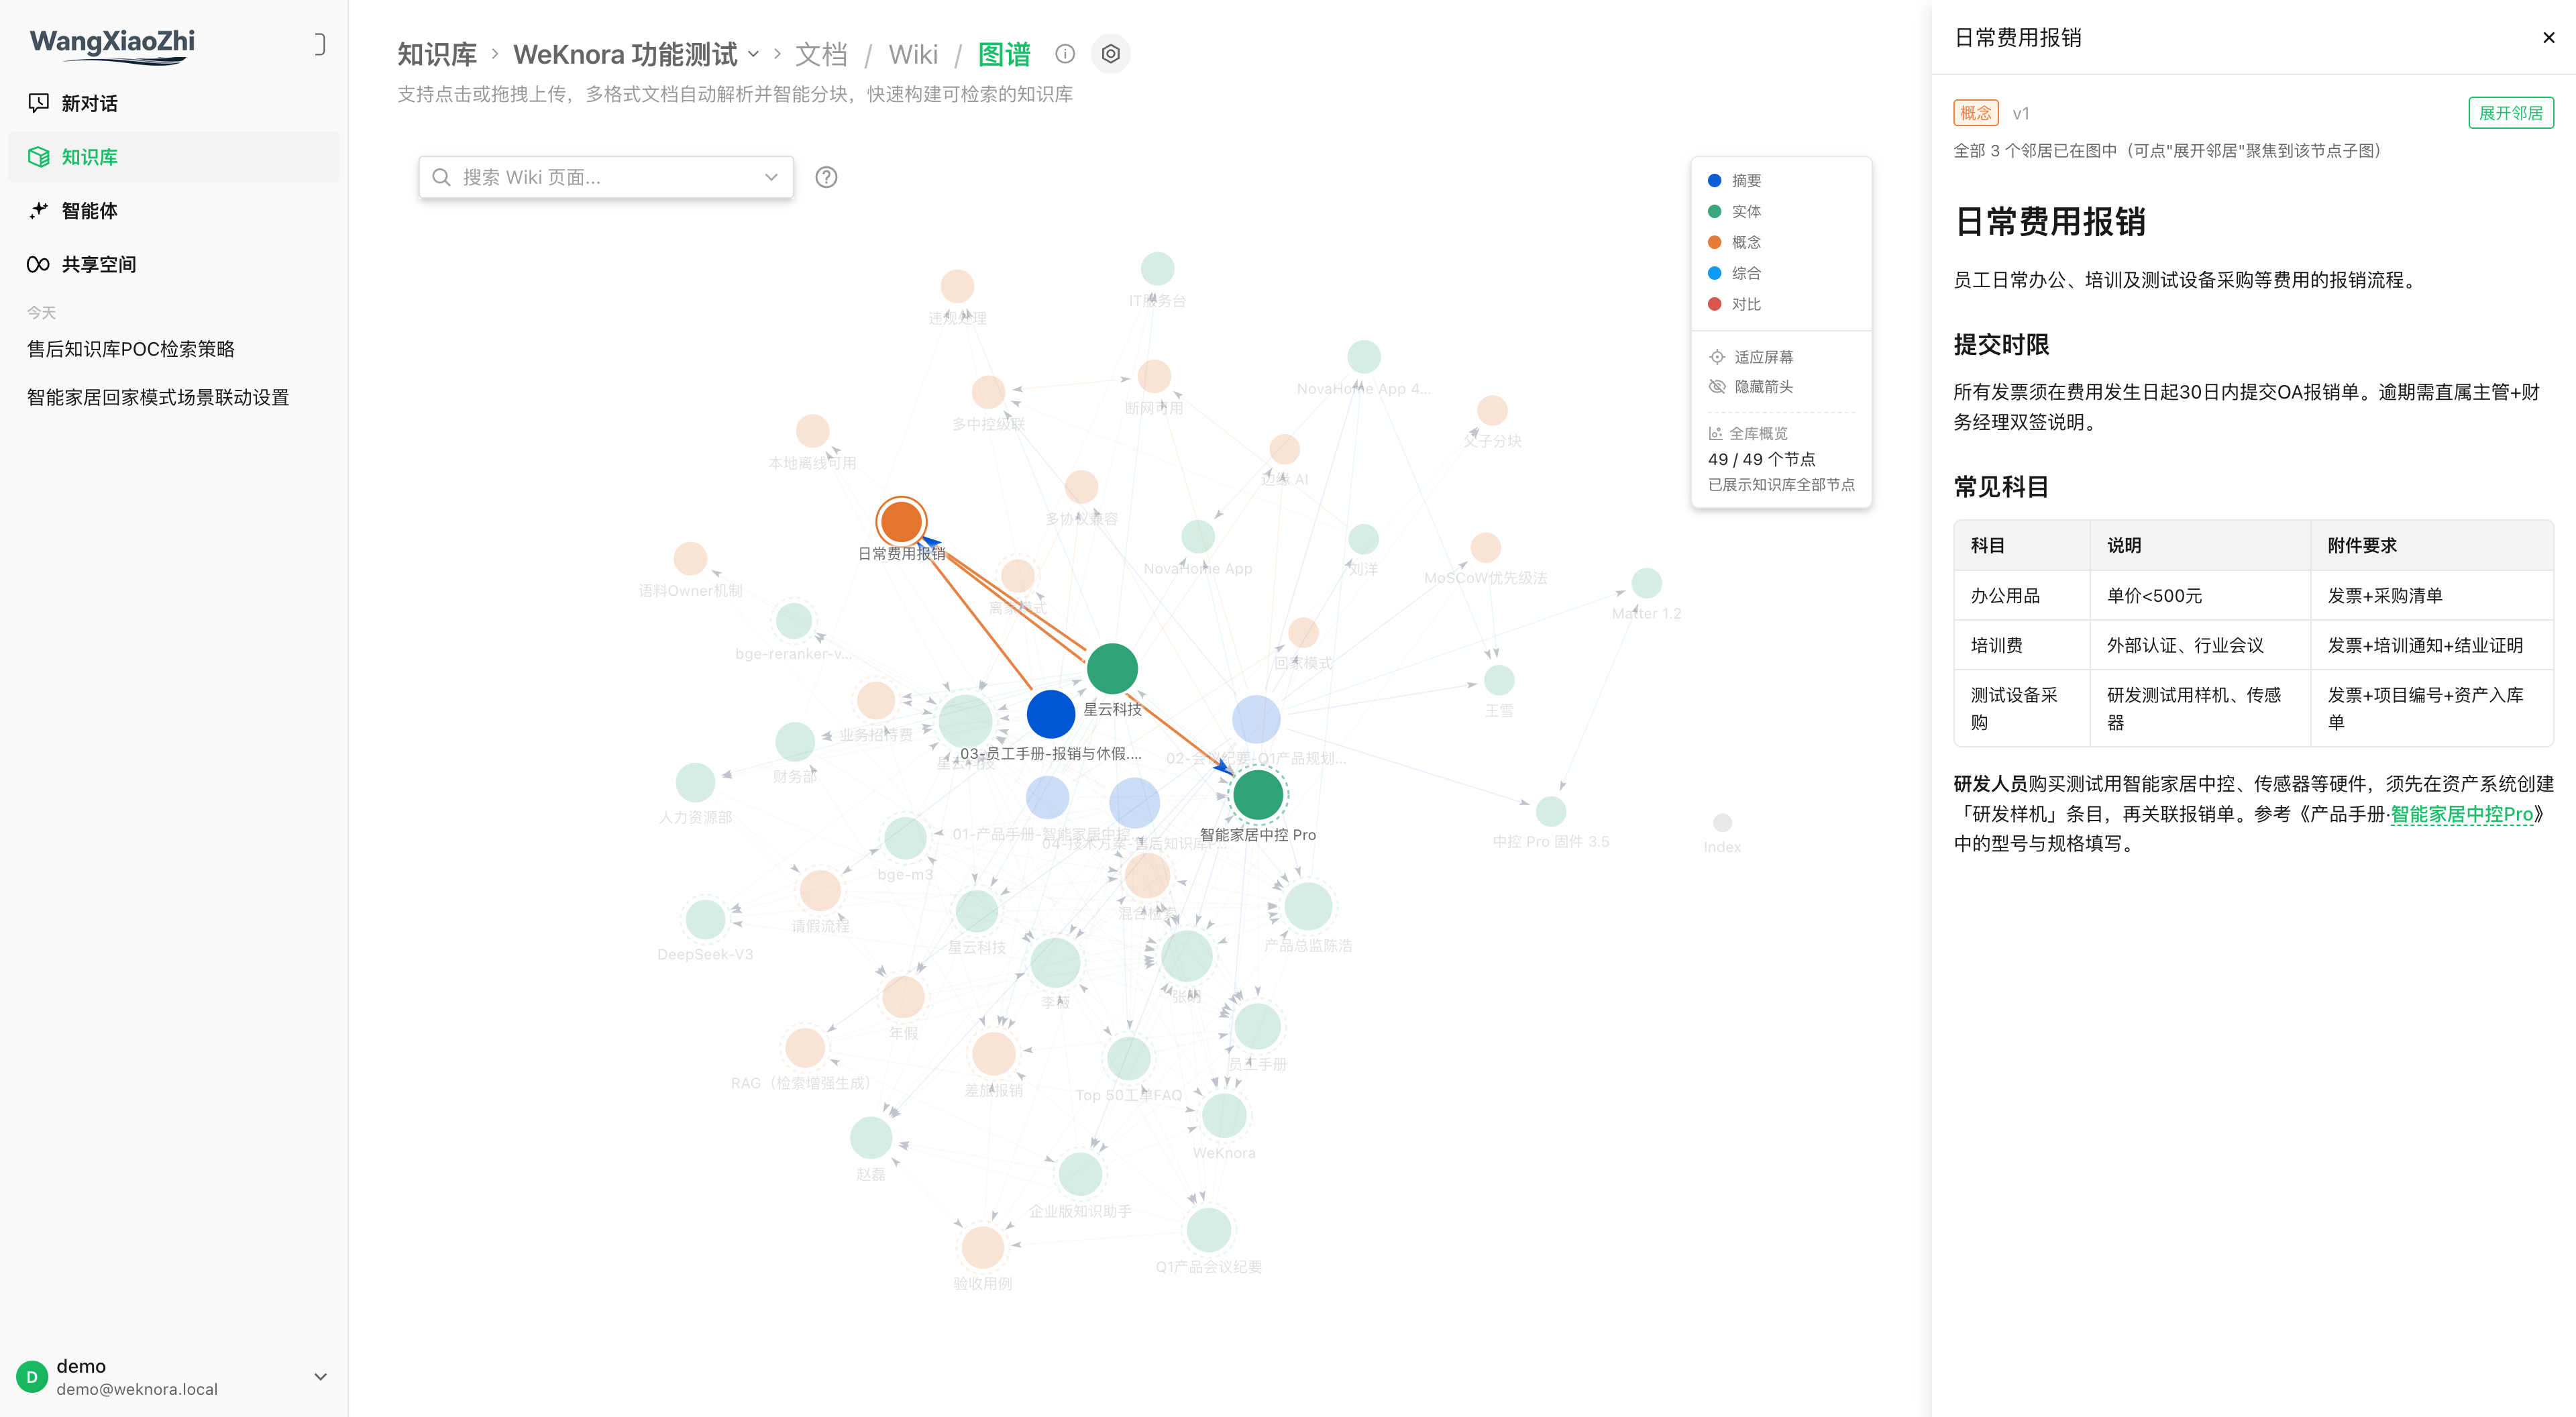 WangXiaoZhi
新对话
知识库
智能体
共享空间
今天
售后知识库POC检索策略
智能家居回家模式场景联动设置
D
demo
demo@weknora.local
知识库 > WeKnora 功能测试 > 文档 / Wiki / 图谱
支持点击或拖拽上传，多格式文档自动解析并智能分块，快速构建可检索的知识库
搜索 Wiki 页面...
摘要
实体
概念
综合
对比
适应屏幕
隐藏箭头
全库概览
49 / 49 个节点
已展示知识库全部节点
违规处理
IT服务台
NovaHome App 4...
多中控级联
断网可用
父子分块
本地离线可用
边缘 AI
多协议兼容
日常费用报销
NovaHome App
刘洋
MoSCoW优先级法
语料Owner机制
离家模式
Matter 1.2
bge-reranker-v...
回家模式
星云科技
王雪
业务招待费
03-员工手册-报销与休假....
星云科技
02-会议纪要-Q1产品规划...
财务部
人力资源部
01-产品手册-智能家居中控...
智能家居中控 Pro
04-技术方案-售后知识库
中控 Pro 固件 3.5
Index
bge-m3
混合检索
请假流程
星云科技
产品总监陈浩
DeepSeek-V3
李薇
张明
年假
员工手册
RAG（检索增强生成）
差旅报销
Top 50工单FAQ
WeKnora
赵磊
企业版知识助手
Q1产品会议纪要
验收用例
日常费用报销
概念 v1
展开邻居
全部 3 个邻居已在图中（可点"展开邻居"聚焦到该节点子图）
日常费用报销
员工日常办公、培训及测试设备采购等费用的报销流程。
提交时限
所有发票须在费用发生日起30日内提交OA报销单。逾期需直属主管+财
务经理双签说明。
常见科目
科目 说明 附件要求
办公用品 单价<500元 发票+采购清单
培训费 外部认证、行业会议 发票+培训通知+结业证明
测试设备采 研发测试用样机、传感 发票+项目编号+资产入库
购 器 单
研发人员购买测试用智能家居中控、传感器等硬件，须先在资产系统创建
「研发样机」条目，再关联报销单。参考《产品手册·智能家居中控Pro》
中的型号与规格填写。